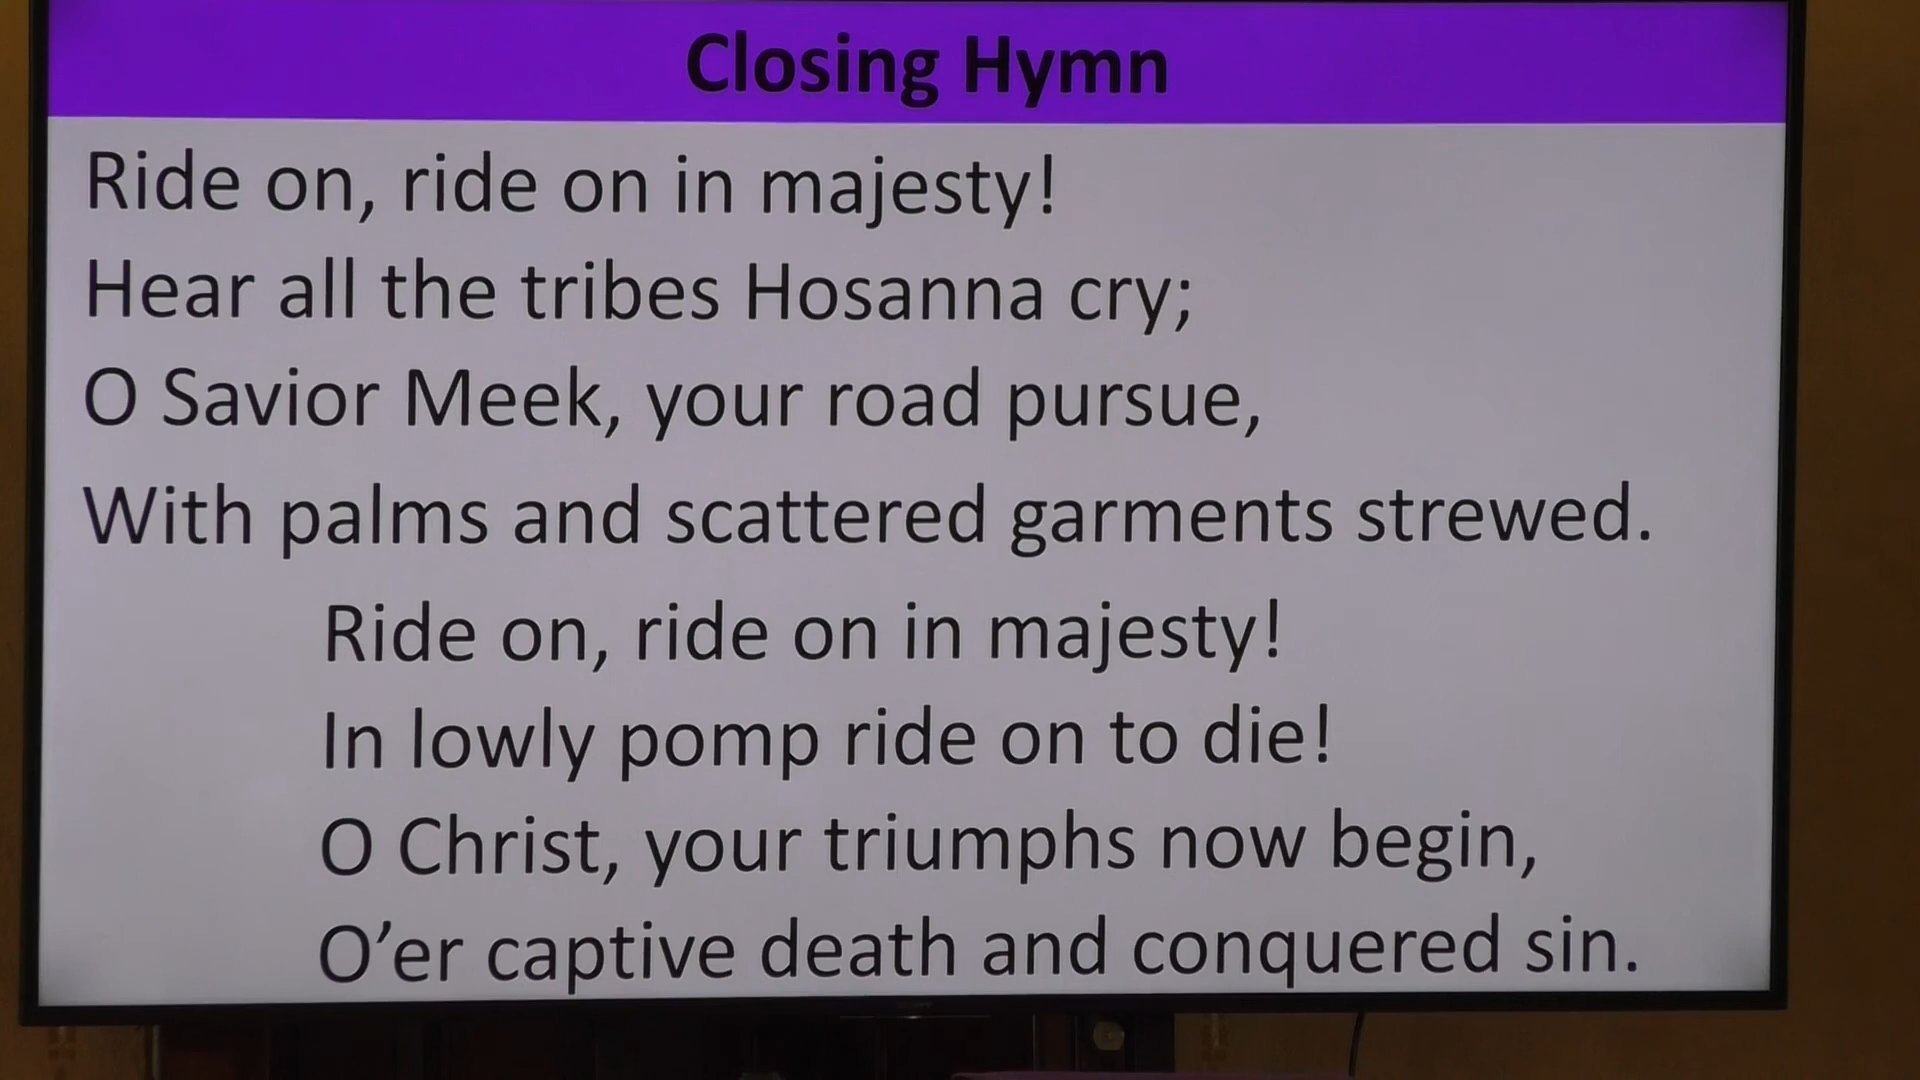 Closing Hymn
Ride on, ride on in majesty!
Hear all the tribes Hosanna cry;
O Savior Meek, your road pursue,
With palms and scattered garments strewed.
Ride on, ride on in majesty!
In lowly pomp ride on to die!
O Christ, your triumphs now begin,
O’er captive death and conquered sin.